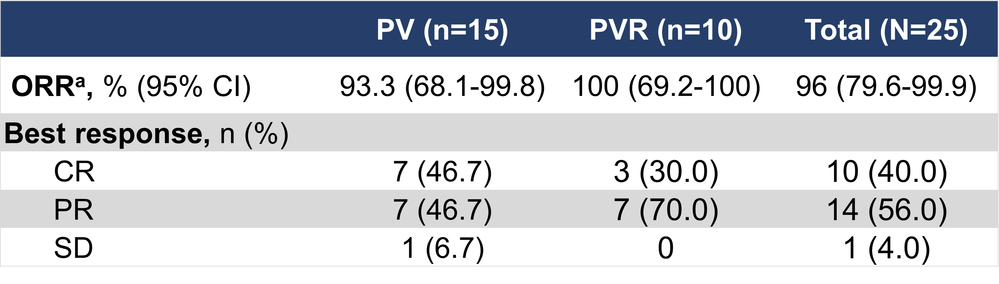 PV (n=15) PVR (n=10) Total (N=25)
ORRᵃ, % (95% CI) 93.3 (68.1-99.8) 100 (69.2-100) 96 (79.6-99.9)
Best response, n (%)
CR 7 (46.7) 3 (30.0) 10 (40.0)
PR 7 (46.7) 7 (70.0) 14 (56.0)
SD 1 (6.7) 0 1 (4.0)